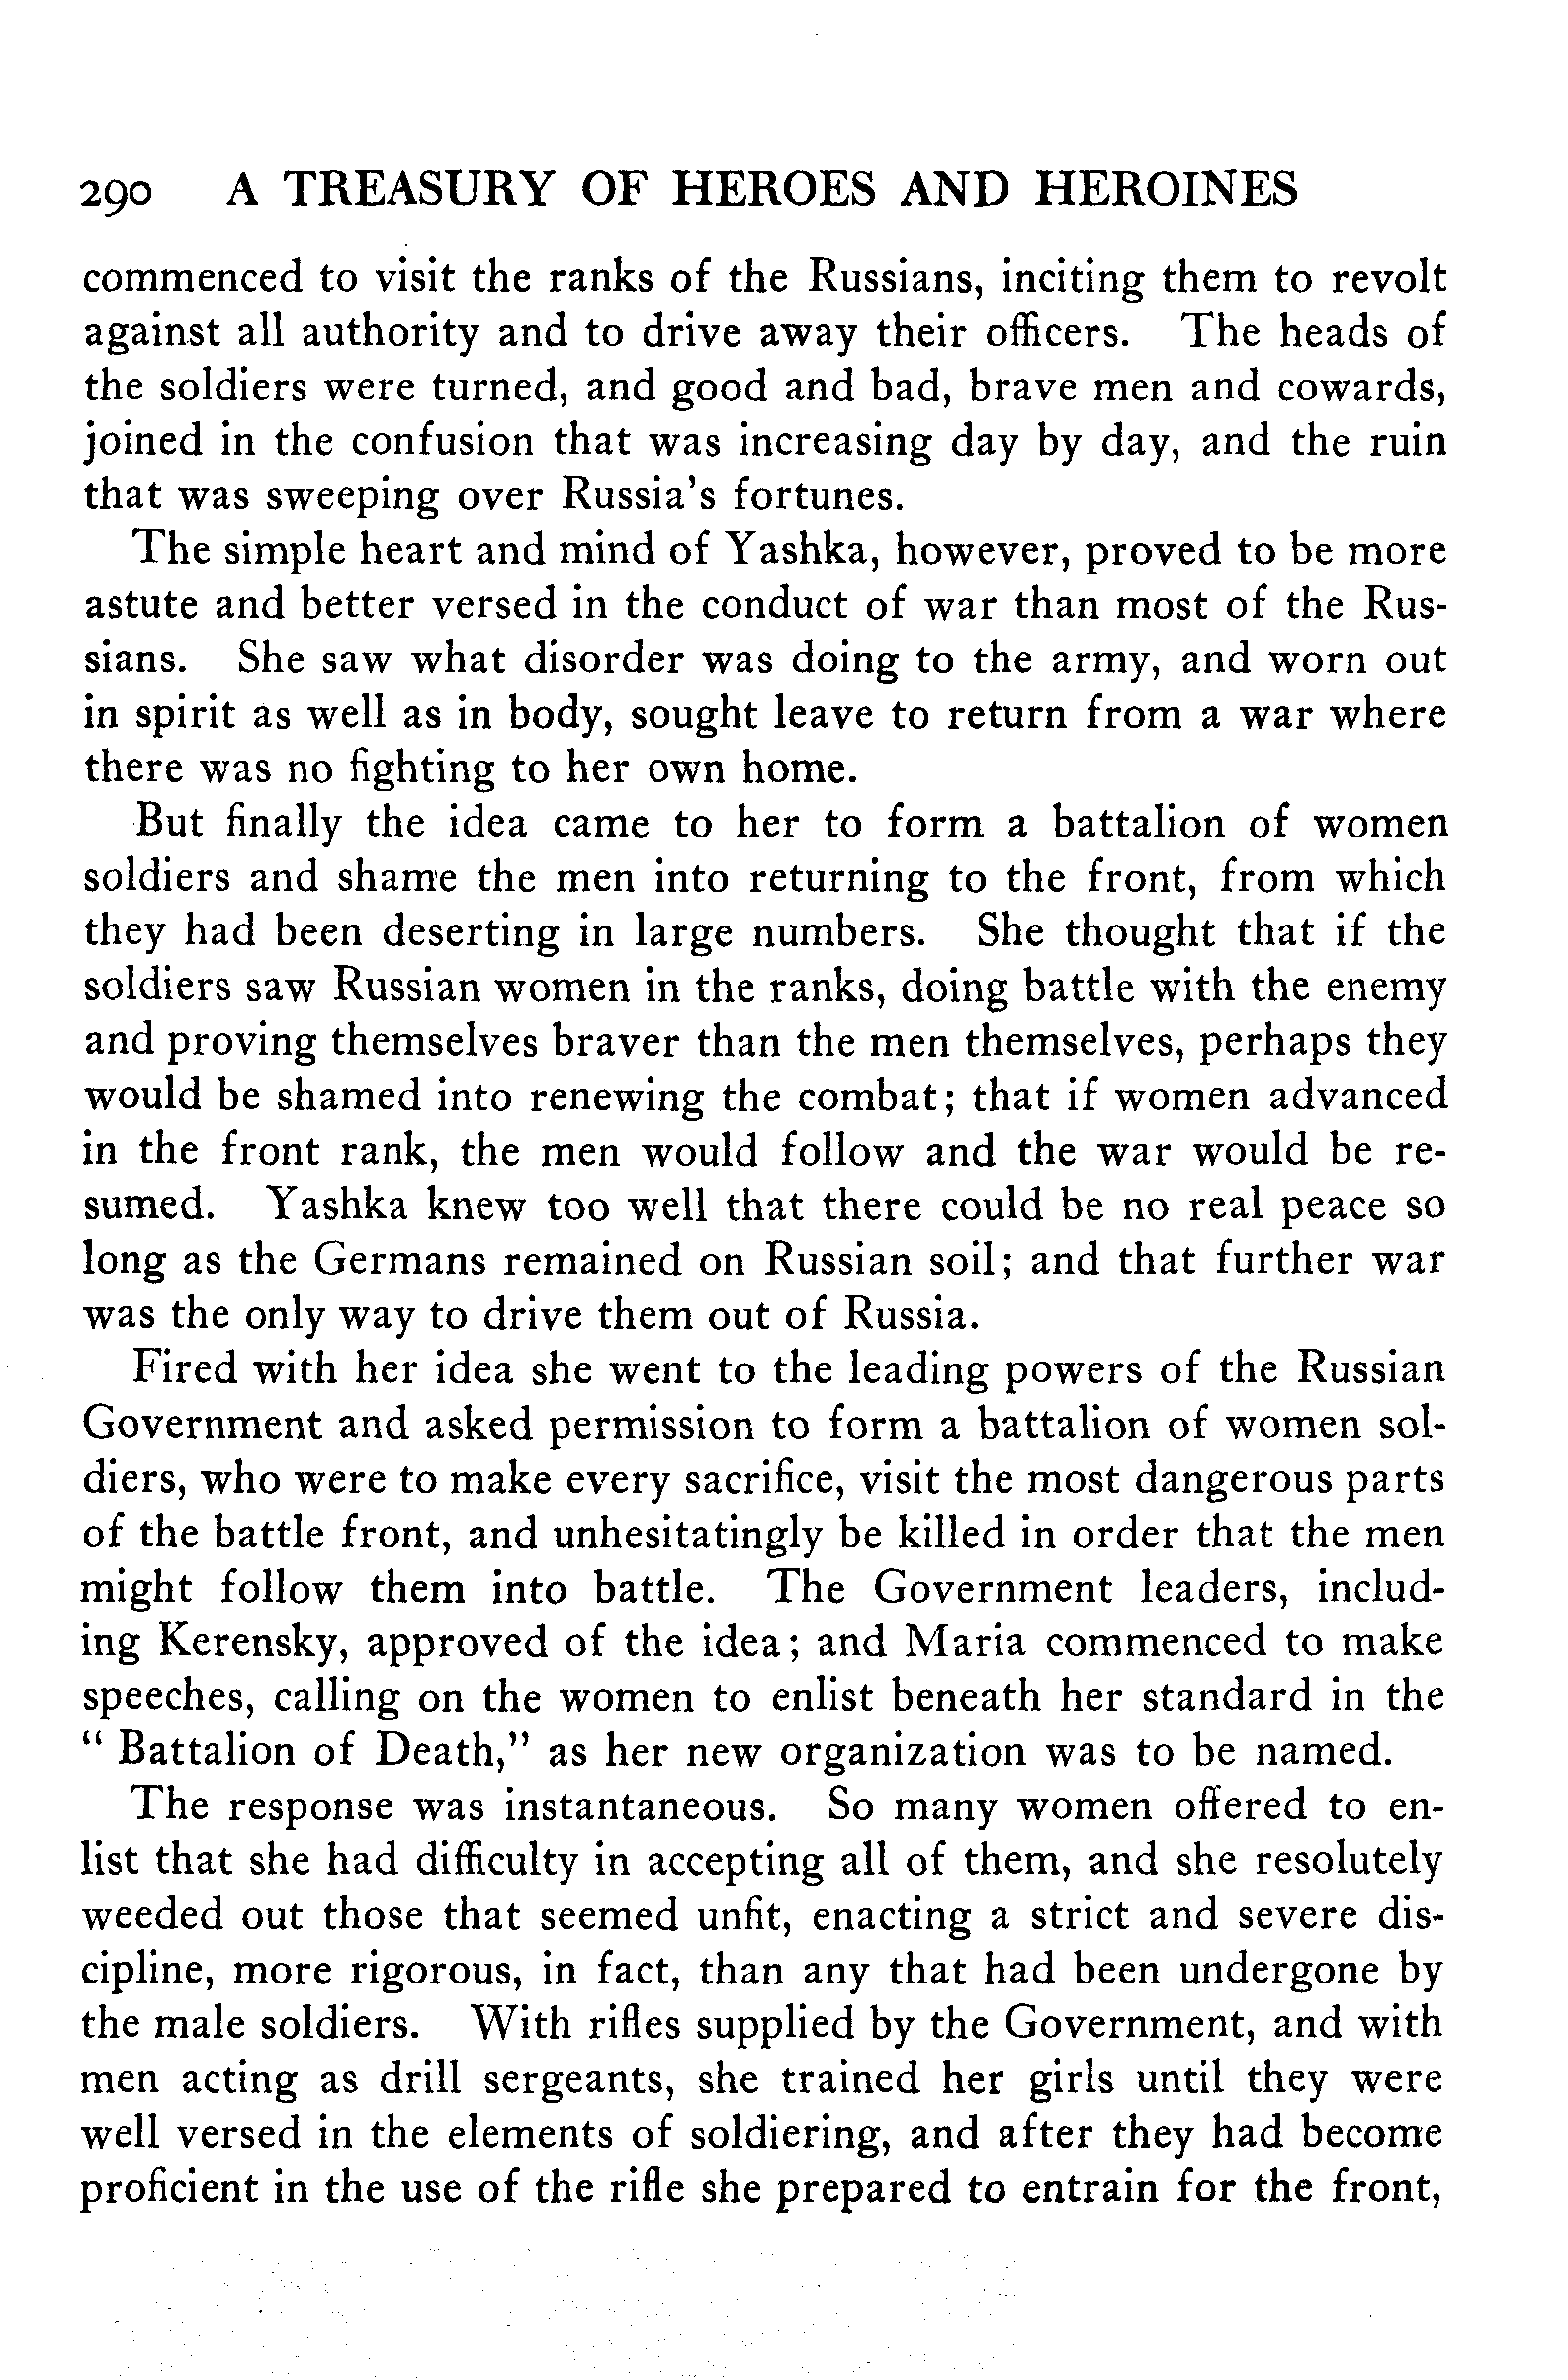 290 A TREASURY OF HEROES AND HEROINES
commenced to visit the ranks of the Russians, inciting them to revolt
against all authority and to drive away their officers. The heads of
the soldiers were turned, and good and bad, brave men and cowards,
joined in the confusion that was increasing day by day, and the ruin
that was sweeping over Russia's fortunes.
The simple heart and mind of Yashka, however, proved to be more
astute and better versed in the conduct of war than most of the Rus-
sians. She saw what disorder was doing to the army, and worn out
in spirit as well as in body, sought leave to return from a war where
there was no fighting to her own home.
But finally the idea came to her to form a battalion of women
soldiers and shame the men into returning to the front, from which
they had been deserting in large numbers. She thought that if the
soldiers saw Russian women in the ranks, doing battle with the enemy
and proving themselves braver than the men themselves, perhaps they
would be shamed into renewing the combat; that if women advanced
in the front rank, the men would follow and the war would be re-
sumed. Yashka knew too well that there could be no real peace so
long as the Germans remained on Russian soil; and that further war
was the only way to drive them out of Russia.
Fired with her idea she went to the leading powers of the Russian
Government and asked permission to form a battalion of women sol-
diers, who were to make every sacrifice, visit the most dangerous parts
of the battle front, and unhesitatingly be killed in order that the men
might follow them into battle. The Government leaders, includ-
ing Kerensky, approved of the idea; and Maria commenced to make
speeches, calling on the women to enlist beneath her standard in the
" Battalion of Death," as her new organization was to be named.
The response was instantaneous. So many women offered to en-
list that she had difficulty in accepting all of them, and she resolutely
weeded out those that seemed unfit, enacting a strict and severe dis-
cipline, more rigorous, in fact, than any that had been undergone by
the male soldiers. With rifles supplied by the Government, and with
men acting as drill sergeants, she trained her girls until they were
well versed in the elements of soldiering, and after they had become
proficient in the use of the rifle she prepared to entrain for the front,